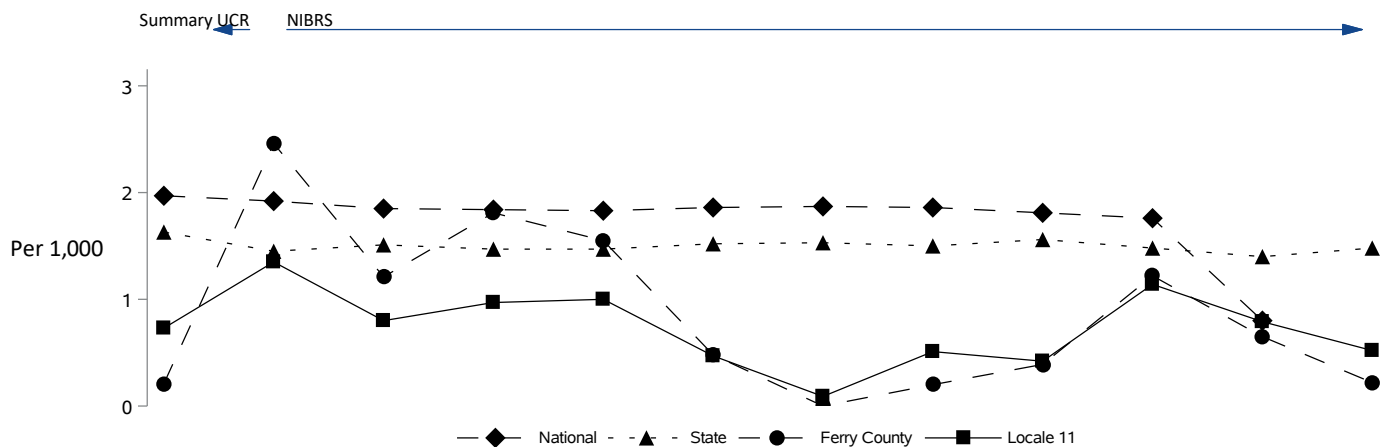 Summary UCR NIBRS
3
2
Per 1,000
1
0
National State Ferry County Locale 11